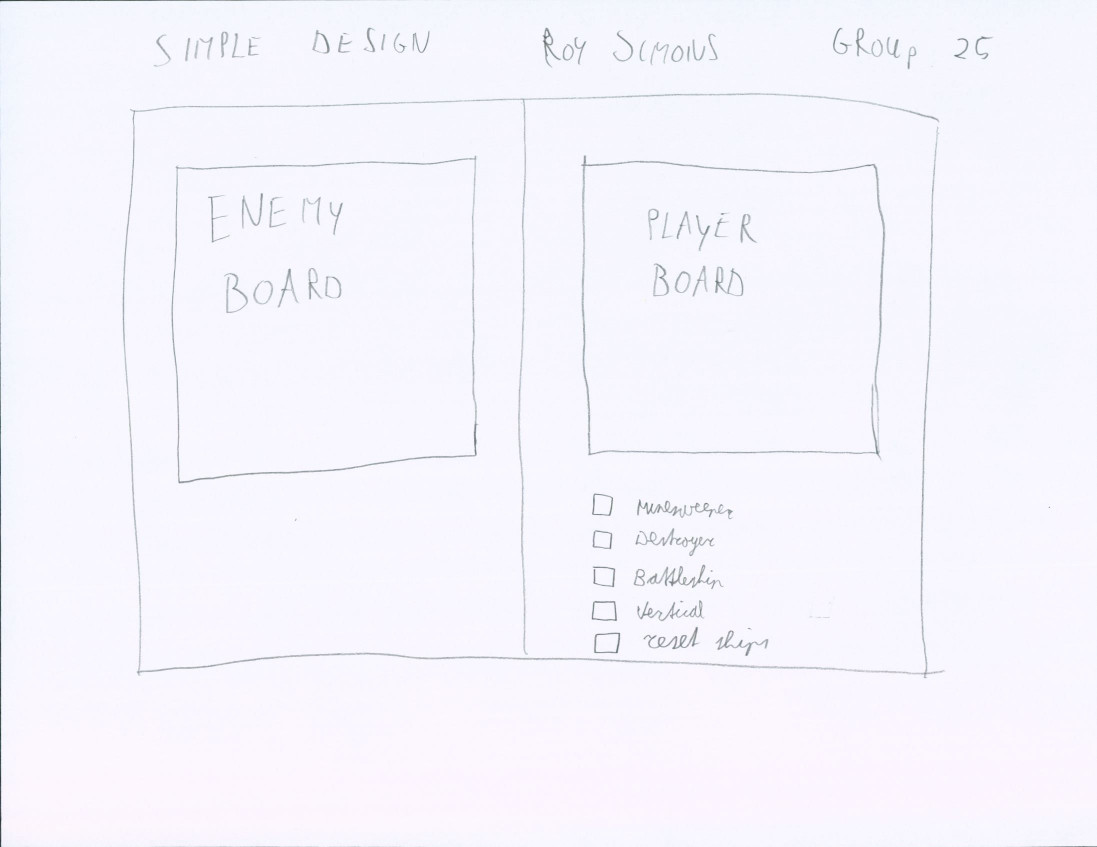 SIMPLE DESIGN ROY SIMONS GROUP 25
ENEMY
BOARD
PLAYER
BOARD
Minesweeper
Destroyer
Battleship
Vertical
reset ships